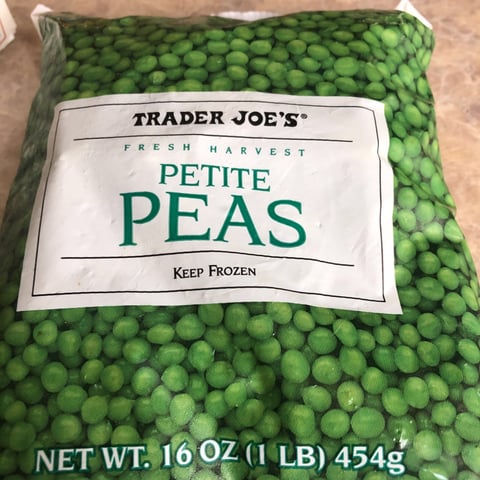 TRADER JOE'S®
FRESH HARVEST
PETITE
PEAS
KEEP FROZEN
NET WT. 16 OZ (1 LB) 454g